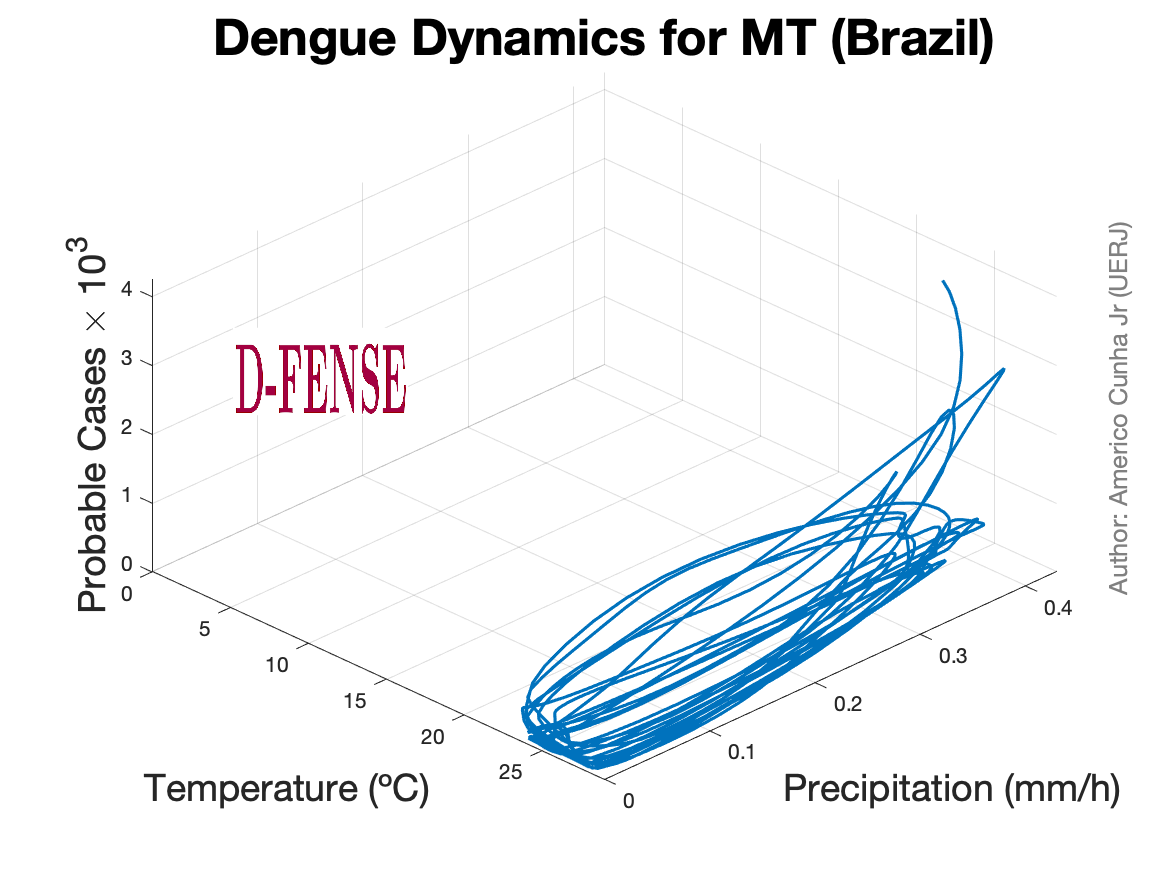 Dengue Dynamics for MT (Brazil)
Probable Cases × 10³
4
3
2
1
0
D-FENSE
0
5
10
15
20
25
Temperature (ºC)
0
0.1
0.2
0.3
0.4
Precipitation (mm/h)
Author: Americo Cunha Jr (UERJ)